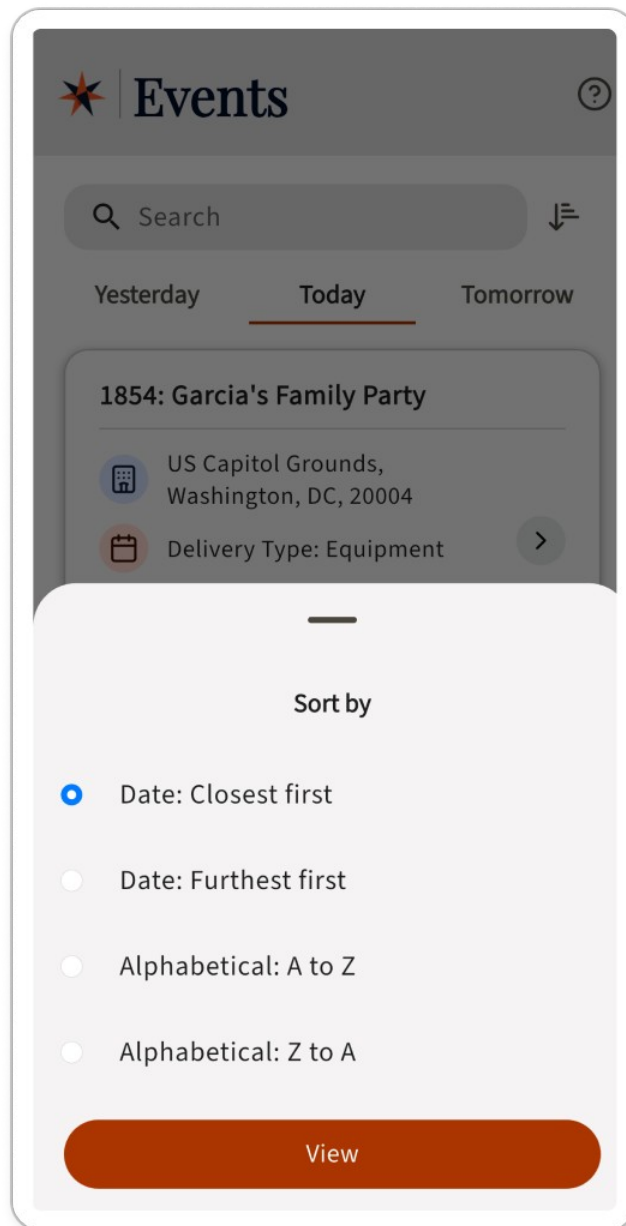 Events
?
Search
Yesterday Today Tomorrow
1854: Garcia's Family Party
US Capitol Grounds,
Washington, DC, 20004
Delivery Type: Equipment
Sort by
Date: Closest first
Date: Furthest first
Alphabetical: A to Z
Alphabetical: Z to A
View